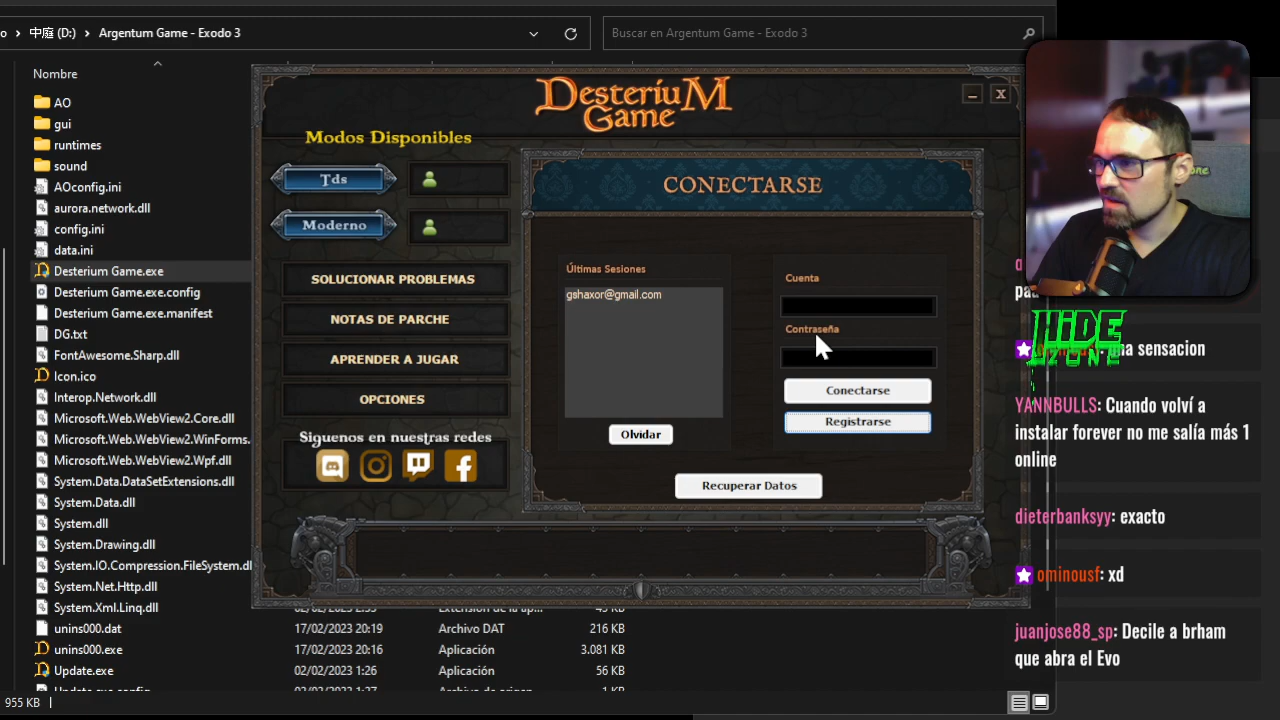 o > 中庭 (D:) > Argentum Game - Exodo 3
Buscar en Argentum Game - Exodo 3
Nombre
AO
gui
runtimes
sound
AOconfig.ini
aurora.network.dll
config.ini
data.ini
Desterium Game.exe
Desterium Game.exe.config
Desterium Game.exe.manifest
DG.txt
FontAwesome.Sharp.dll
Icon.ico
Interop.Network.dll
Microsoft.Web.WebView2.Core.dll
Microsoft.Web.WebView2.WinForms.
Microsoft.Web.WebView2.Wpf.dll
System.Data.DataSetExtensions.dll
System.Data.dll
System.dll
System.Drawing.dll
System.IO.Compression.FileSystem.dl
System.Net.Http.dll
System.Xml.Linq.dll
unins000.dat 17/02/2023 20:19 Archivo DAT 216 KB
unins000.exe 17/02/2023 20:16 Aplicación 3.081 KB
Update.exe 02/02/2023 1:26 Aplicación 56 KB
955 KB
Desterium
Game
_ X
Modos Disponibles
Tds
Moderno
SOLUCIONAR PROBLEMAS
NOTAS DE PARCHE
APRENDER A JUGAR
OPCIONES
Siguenos en nuestras redes
CONECTARSE
Últimas Sesiones
gshaxor@gmail.com
Olvidar
Cuenta
Contraseña
Conectarse
Registrarse
Recuperar Datos
HiDE
ZONE
una sensacion
YANNBULLS: Cuando volví a
instalar forever no me salía más 1
online
dieterbanksyy: exacto
ominousf: xd
juanjose88_sp: Decile a brham
que abra el Evo